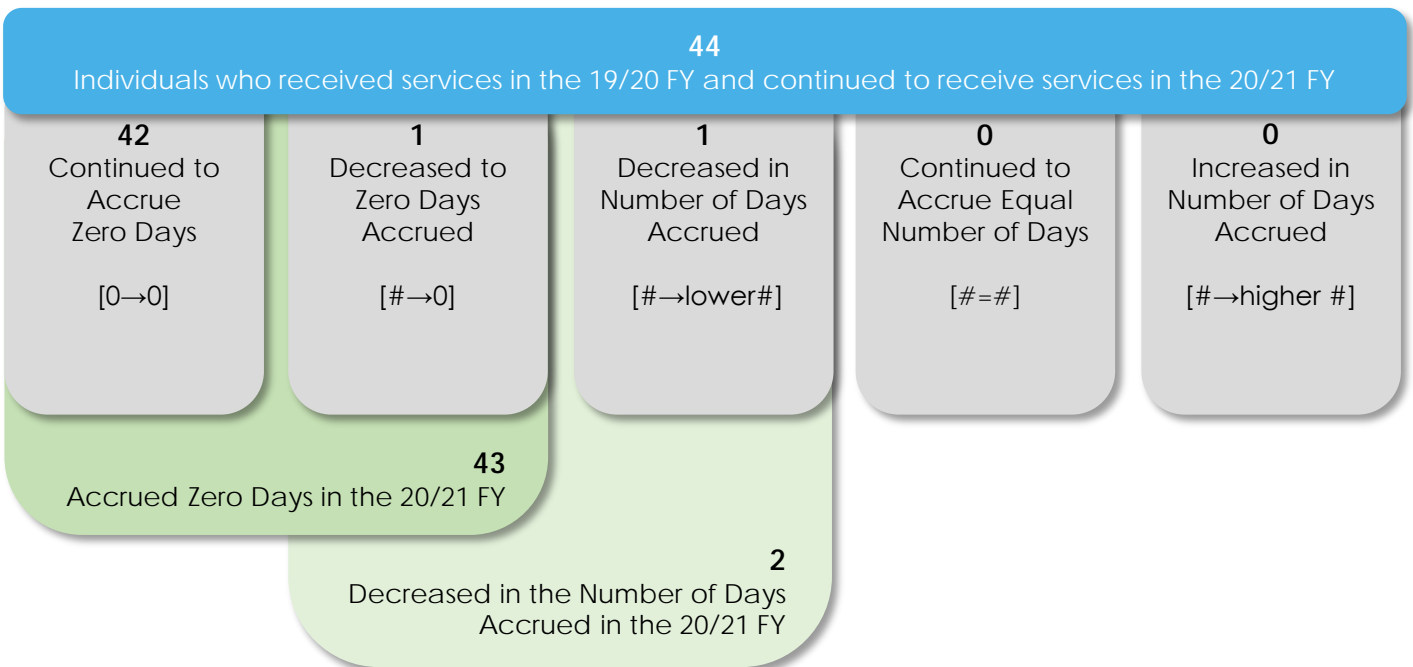 44
Individuals who received services in the 19/20 FY and continued to receive services in the 20/21 FY
42
Continued to
Accrue
Zero Days
[0→0]
1
Decreased to
Zero Days
Accrued
[#→0]
1
Decreased in
Number of Days
Accrued
[#→lower#]
0
Continued to
Accrue Equal
Number of Days
[#=#]
0
Increased in
Number of Days
Accrued
[#→higher #]
43
Accrued Zero Days in the 20/21 FY
2
Decreased in the Number of Days
Accrued in the 20/21 FY